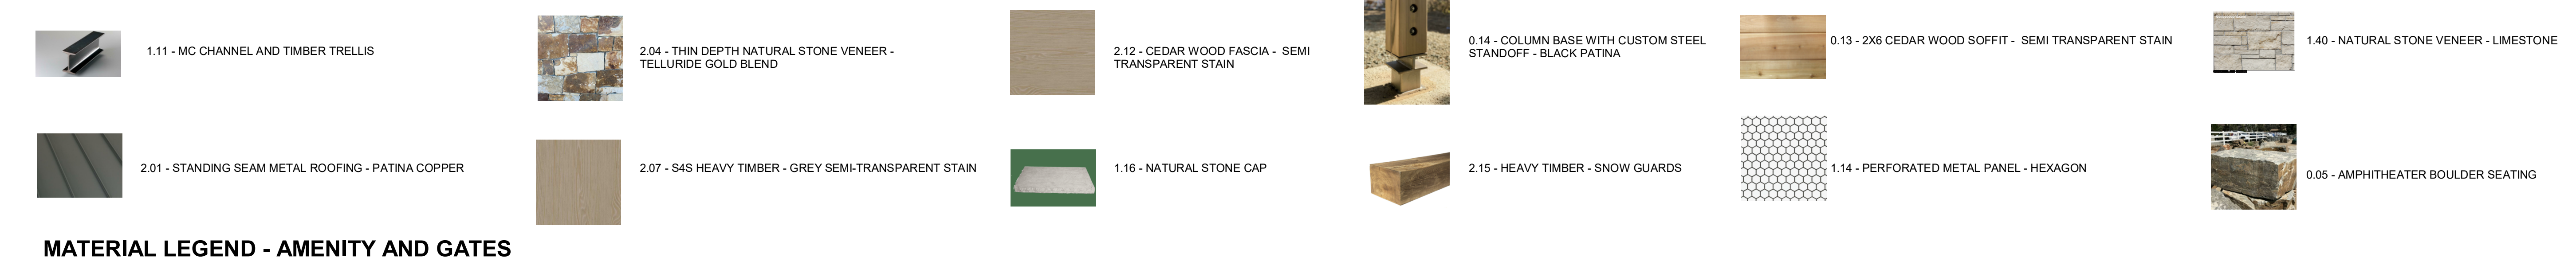 1.11 - MC CHANNEL AND TIMBER TRELLIS
2.04 - THIN DEPTH NATURAL STONE VENEER -
TELLURIDE GOLD BLEND
2.12 - CEDAR WOOD FASCIA - SEMI
TRANSPARENT STAIN
0.14 - COLUMN BASE WITH CUSTOM STEEL
STANDOFF - BLACK PATINA
0.13 - 2X6 CEDAR WOOD SOFFIT - SEMI TRANSPARENT STAIN
1.40 - NATURAL STONE VENEER - LIMESTONE
2.01 - STANDING SEAM METAL ROOFING - PATINA COPPER
2.07 - S4S HEAVY TIMBER - GREY SEMI-TRANSPARENT STAIN
1.16 - NATURAL STONE CAP
2.15 - HEAVY TIMBER - SNOW GUARDS
1.14 - PERFORATED METAL PANEL - HEXAGON
0.05 - AMPHITHEATER BOULDER SEATING
MATERIAL LEGEND - AMENITY AND GATES